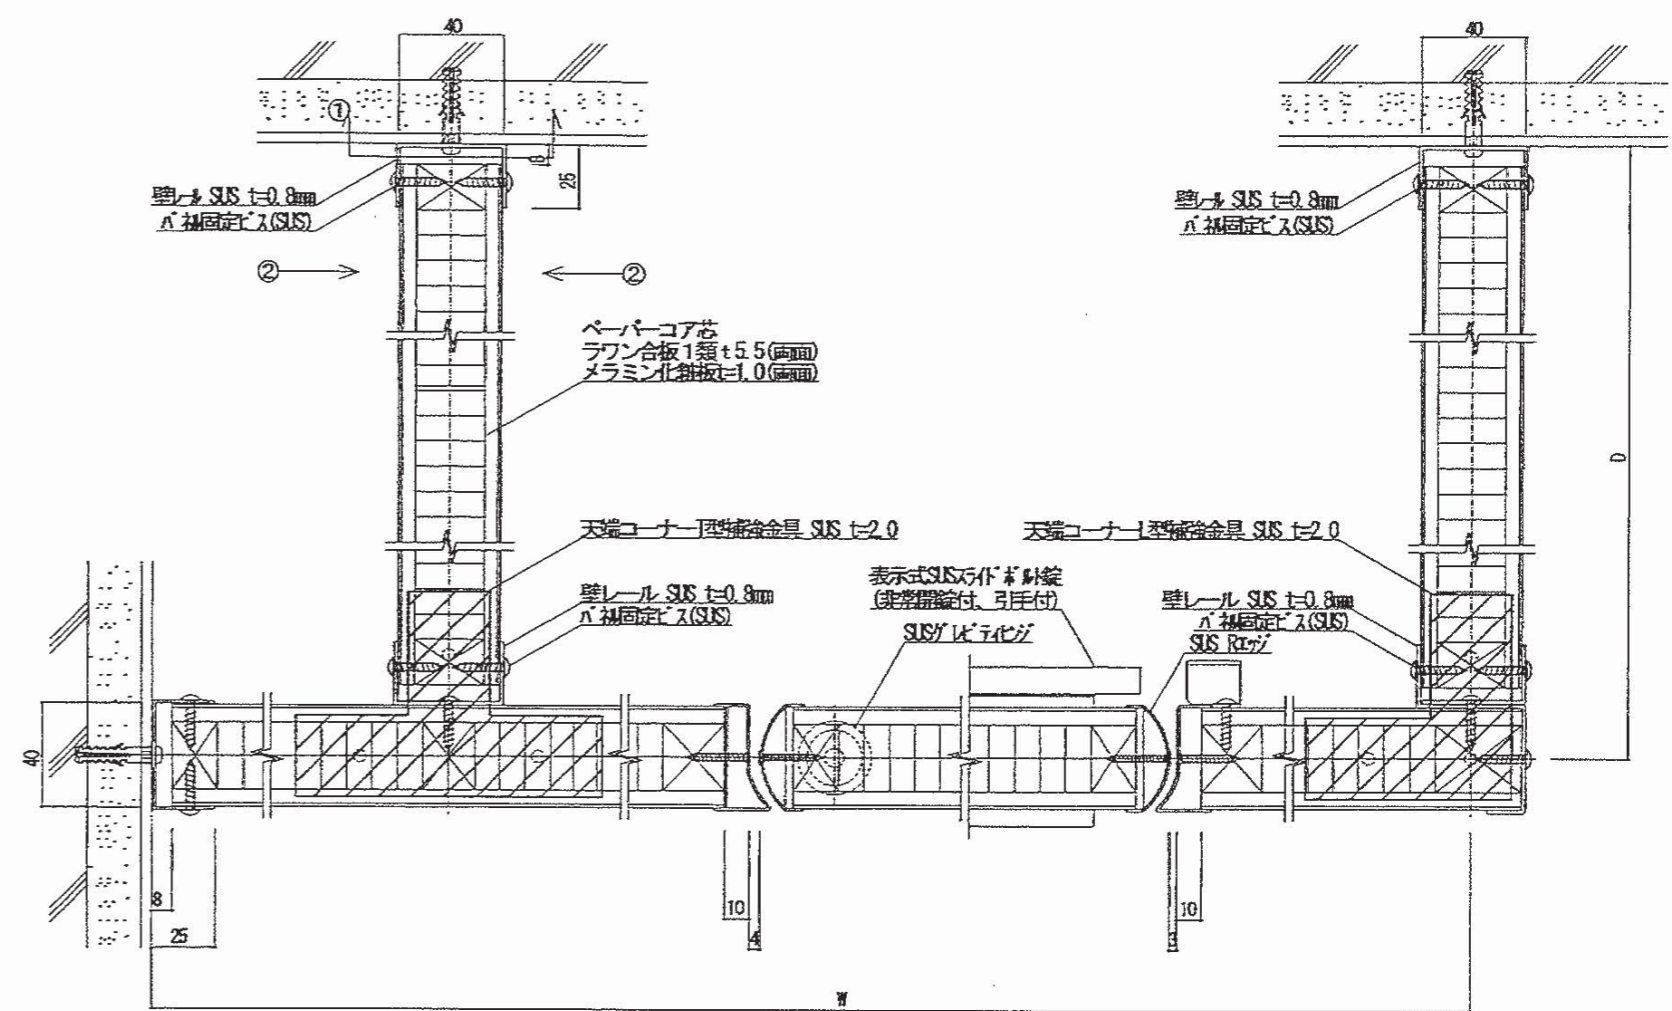 40
40
①
8
25
壁レール SUS t=0.8mm
パネル固定ビス(SUS)
壁レール SUS t=0.8mm
パネル固定ビス(SUS)
②
②
ペーパーコア芯
ラワン合板1類 t5.5(両面)
メラミン化粧板t=1.0(両面)
D
天端コーナーT型補強金具 SUS t=2.0
天端コーナーL型補強金具 SUS t=2.0
表示式SUSスライドボルト錠
(非常開錠付、引手付)
壁レール SUS t=0.8mm
パネル固定ビス(SUS)
SUSグレビティヒンジ
壁レール SUS t=0.8mm
パネル固定ビス(SUS)
SUS Rエッジ
40
8
25
10
4
10
W